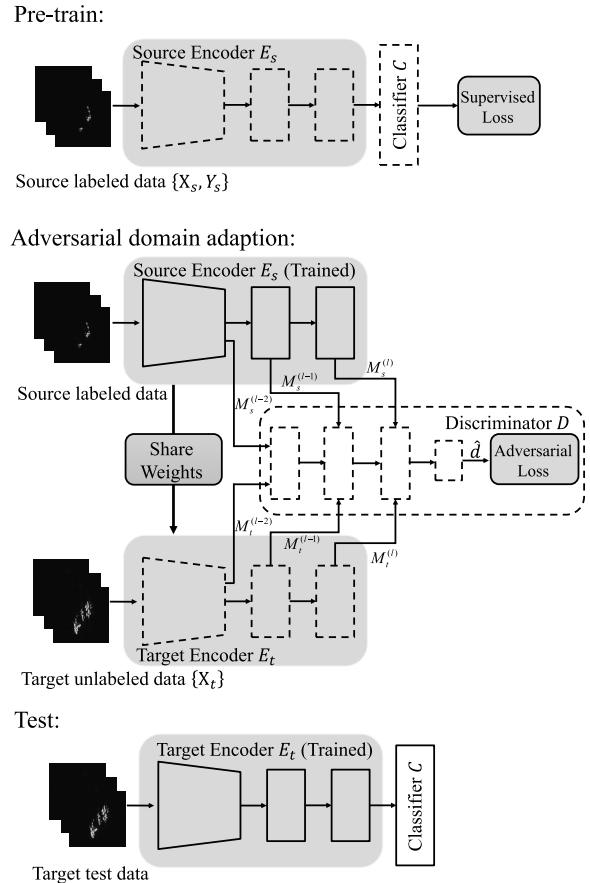 Pre-train:
Source Encoder E_s
Classifier C
Supervised
Loss
Source labeled data {X_s, Y_s}
Adversarial domain adaption:
Source Encoder E_s (Trained)
M_s^{(l)}
M_s^{(l-1)}
Source labeled data
M_s^{(l-2)}
Discriminator D
Share
Weights
d̂
Adversarial
Loss
M_t^{(l-2)}
M_t^{(l-1)}
M_t^{(l)}
Target Encoder E_t
Target unlabeled data {X_t}
Test:
Target Encoder E_t (Trained)
Classifier C
Target test data